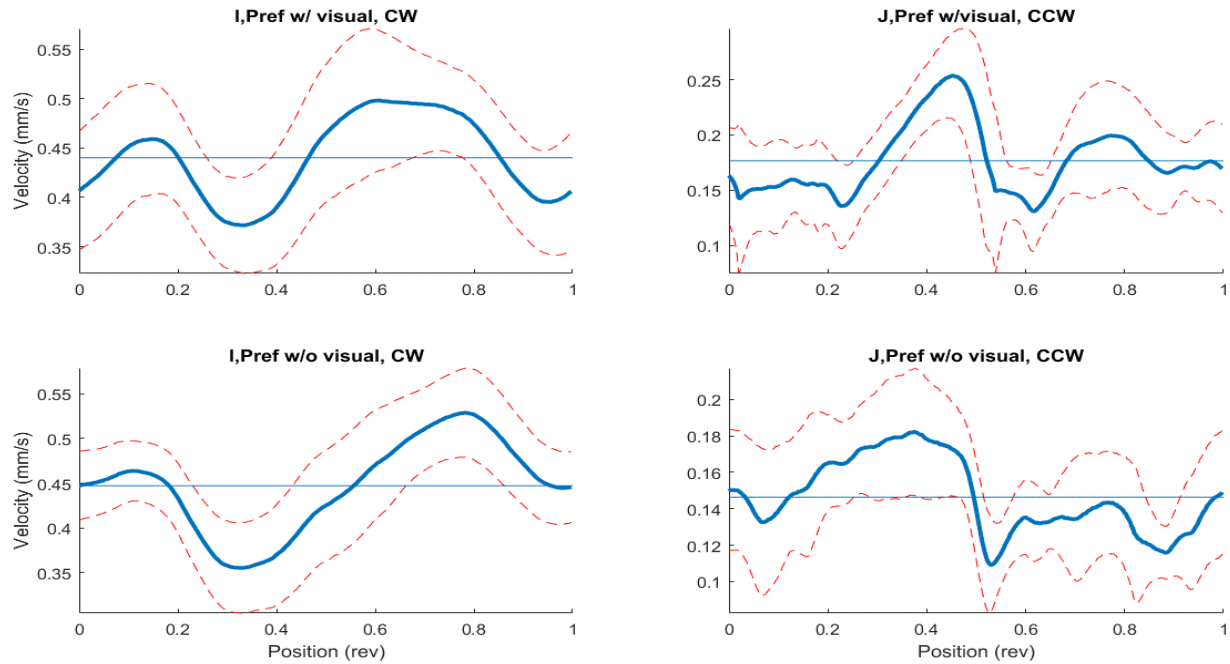 I,Pref w/ visual, CW
Velocity (mm/s)
0.55
0.5
0.45
0.4
0.35
0 0.2 0.4 0.6 0.8 1
J,Pref w/visual, CCW
0.25
0.2
0.15
0.1
0 0.2 0.4 0.6 0.8 1
I,Pref w/o visual, CW
Velocity (mm/s)
0.55
0.5
0.45
0.4
0.35
0 0.2 0.4 0.6 0.8 1
Position (rev)
J,Pref w/o visual, CCW
0.2
0.18
0.16
0.14
0.12
0.1
0 0.2 0.4 0.6 0.8 1
Position (rev)